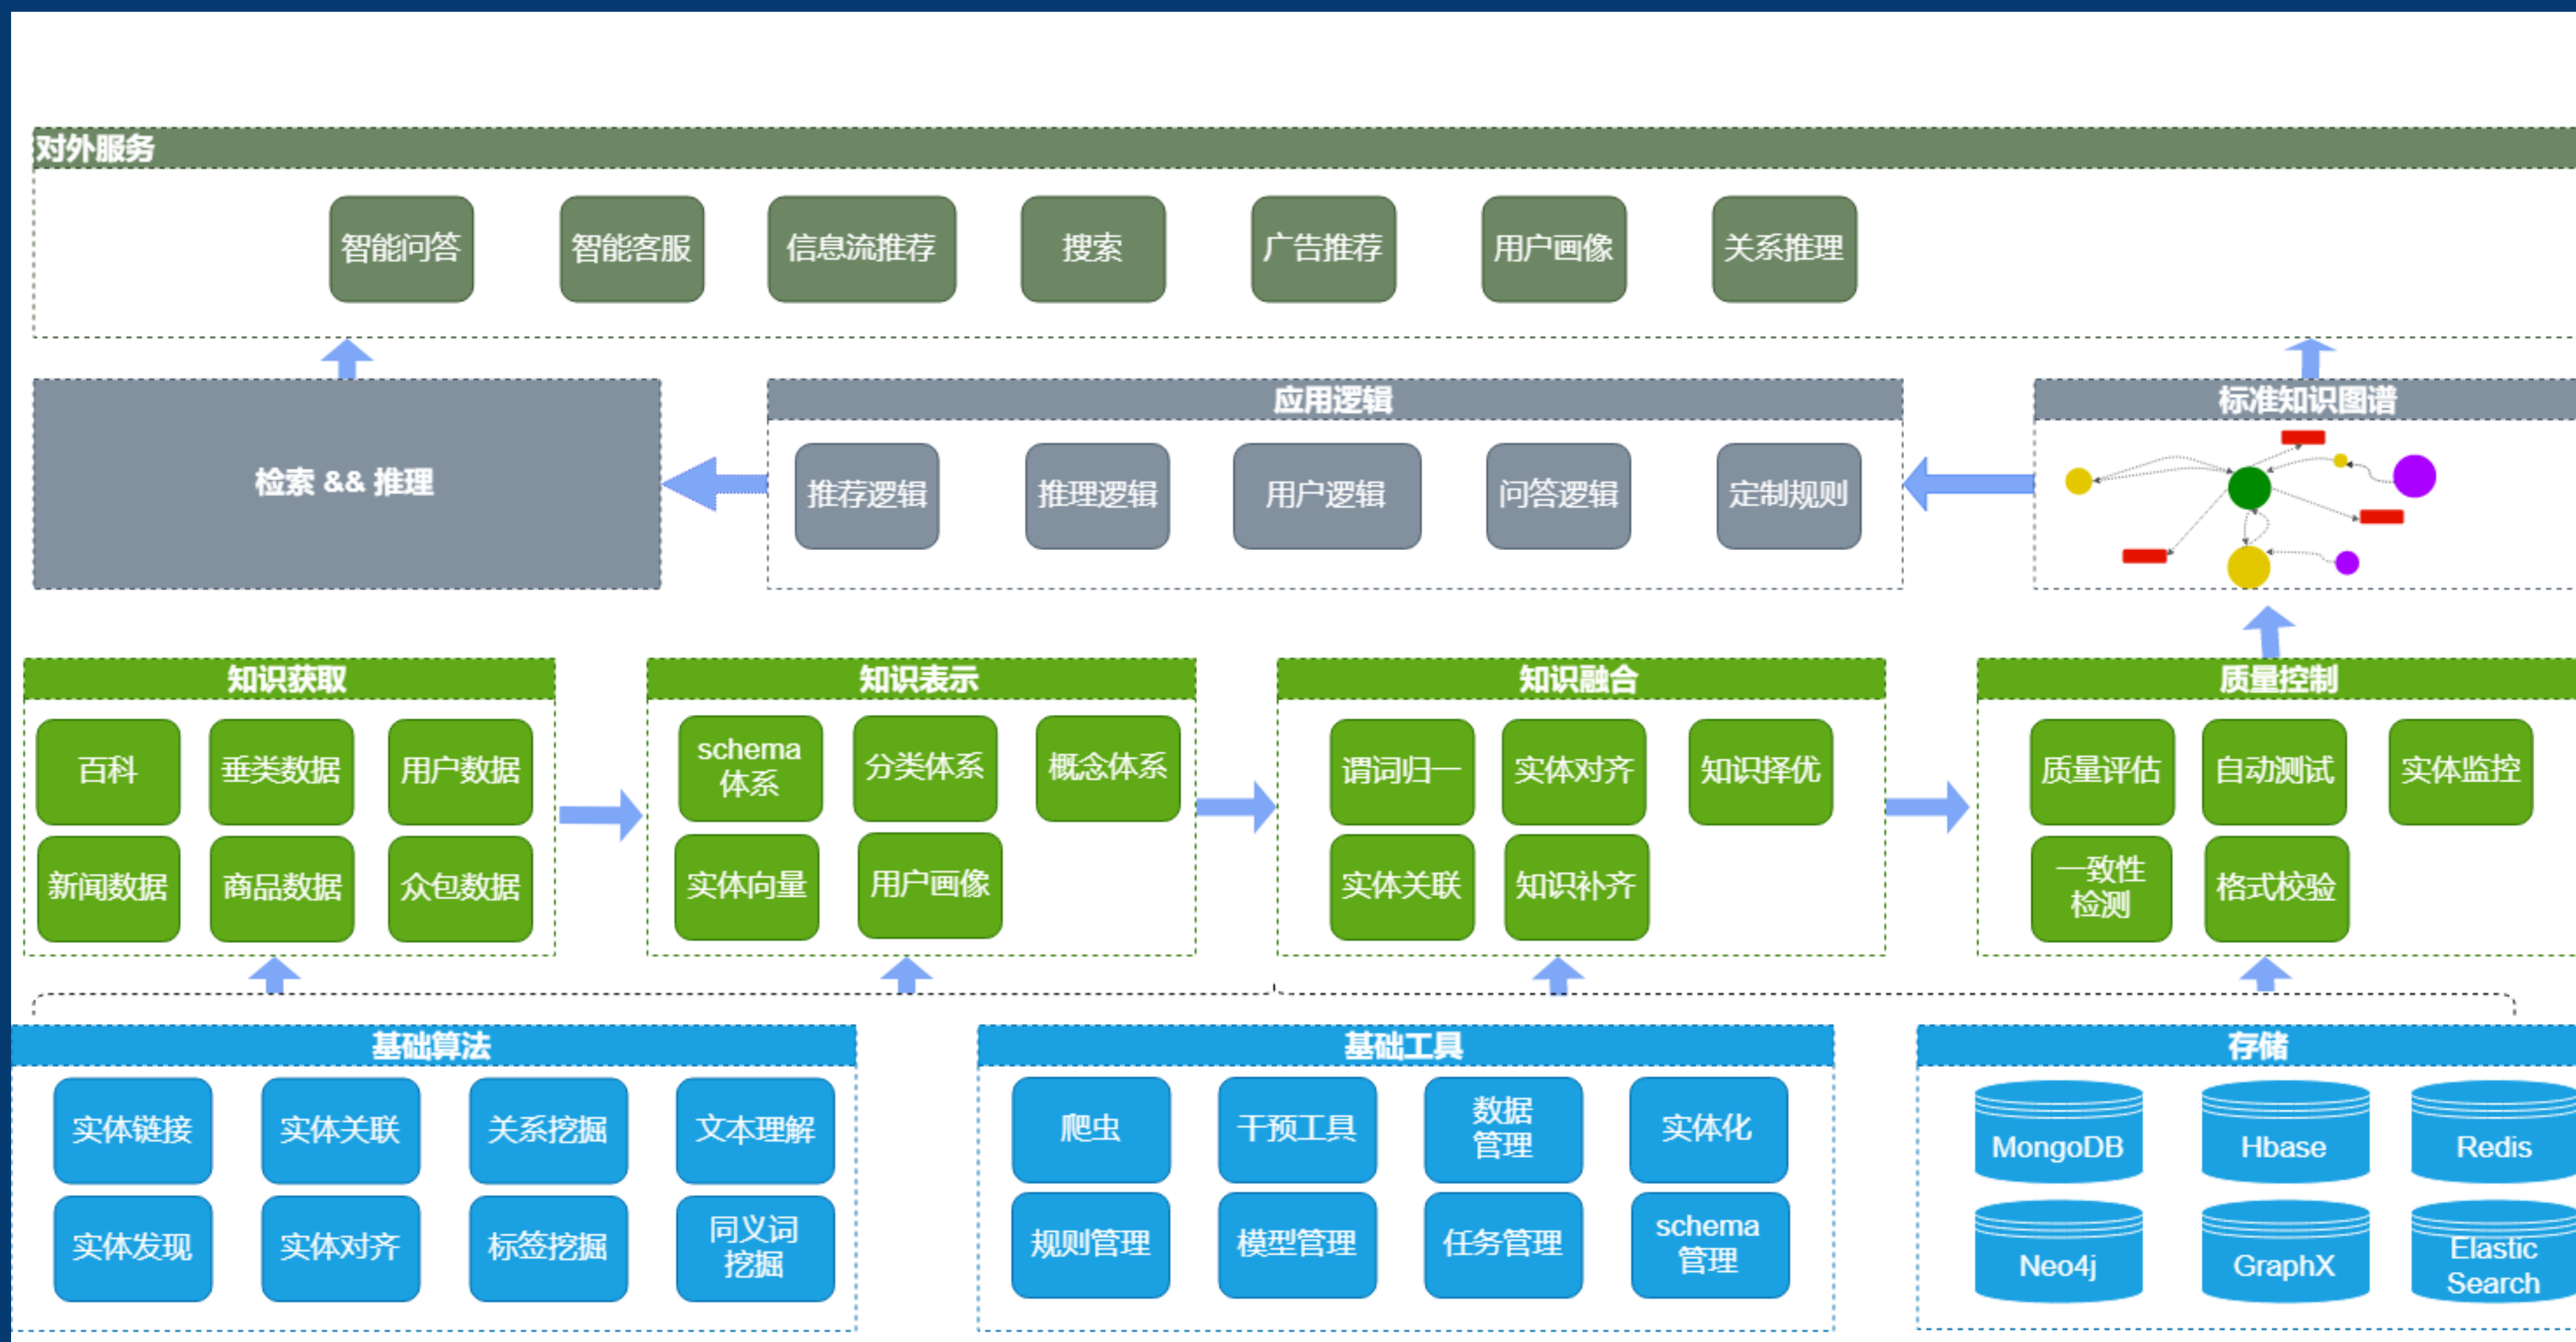 对外服务
智能问答
智能客服
信息流推荐
搜索
广告推荐
用户画像
关系推理
检索 && 推理
应用逻辑
推荐逻辑
推理逻辑
用户逻辑
问答逻辑
定制规则
标准知识图谱
知识获取
百科
垂类数据
用户数据
新闻数据
商品数据
众包数据
知识表示
schema
体系
分类体系
概念体系
实体向量
用户画像
知识融合
谓词归一
实体对齐
知识择优
实体关联
知识补齐
质量控制
质量评估
自动测试
实体监控
一致性
检测
格式校验
基础算法
实体链接
实体关联
关系挖掘
文本理解
实体发现
实体对齐
标签挖掘
同义词
挖掘
基础工具
爬虫
干预工具
数据
管理
实体化
规则管理
模型管理
任务管理
schema
管理
存储
MongoDB
Hbase
Redis
Neo4j
GraphX
Elastic
Search